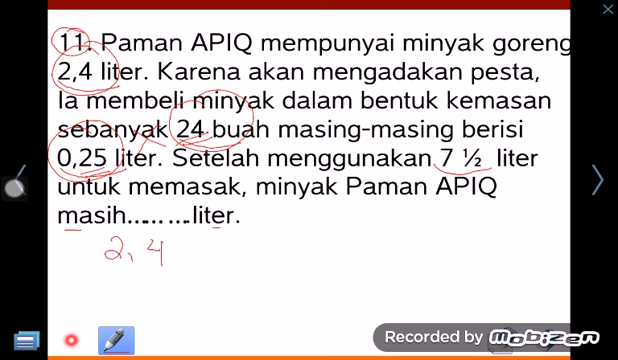 11. Paman APIQ mempunyai minyak goreng
2,4 liter. Karena akan mengadakan pesta,
Ia membeli minyak dalam bentuk kemasan
sebanyak 24 buah masing-masing berisi
0,25 liter. Setelah menggunakan 7 ½ liter
untuk memasak, minyak Paman APIQ
masih.........liter.
2,4
Recorded by mobizen